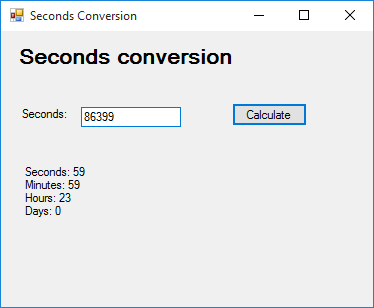 Seconds Conversion
Seconds conversion
Seconds: 86399 Calculate
Seconds: 59
Minutes: 59
Hours: 23
Days: 0